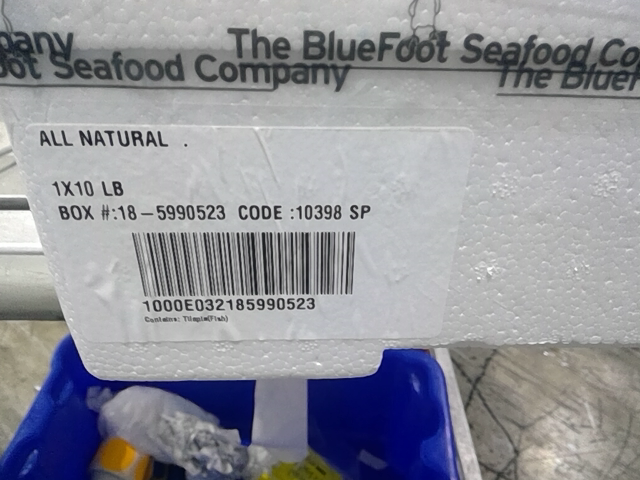 pany
The BlueFoot Seafood Co
oot Seafood Company
The Bluef
ALL NATURAL .
1X10 LB
BOX #:18-5990523 CODE :10398 SP
1000E032185990523
Contains: Tilapia(Fish)